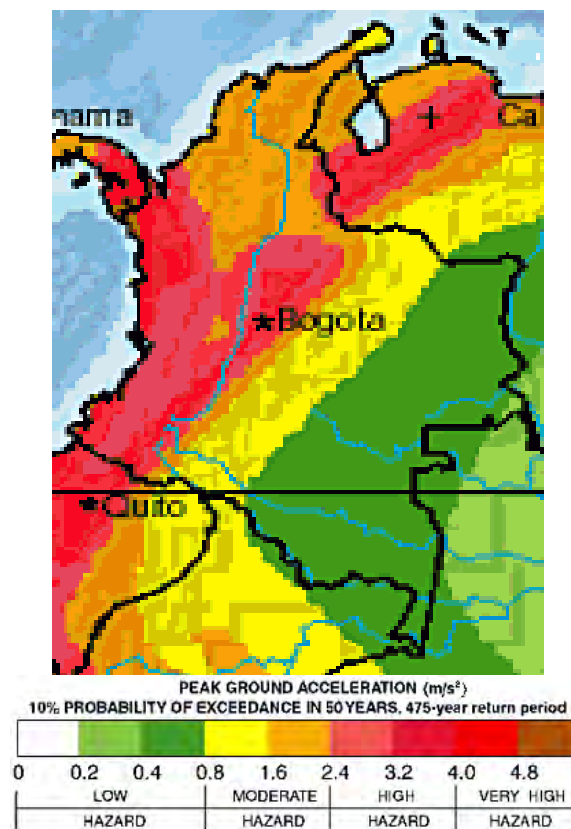 nama
Ca
Bogota
Quito
PEAK GROUND ACCELERATION (m/s²)
10% PROBABILITY OF EXCEEDANCE IN 50 YEARS, 475-year return period
0 0.2 0.4 0.8 1.6 2.4 3.2 4.0 4.8
LOW MODERATE HIGH VERY HIGH
HAZARD HAZARD HAZARD HAZARD